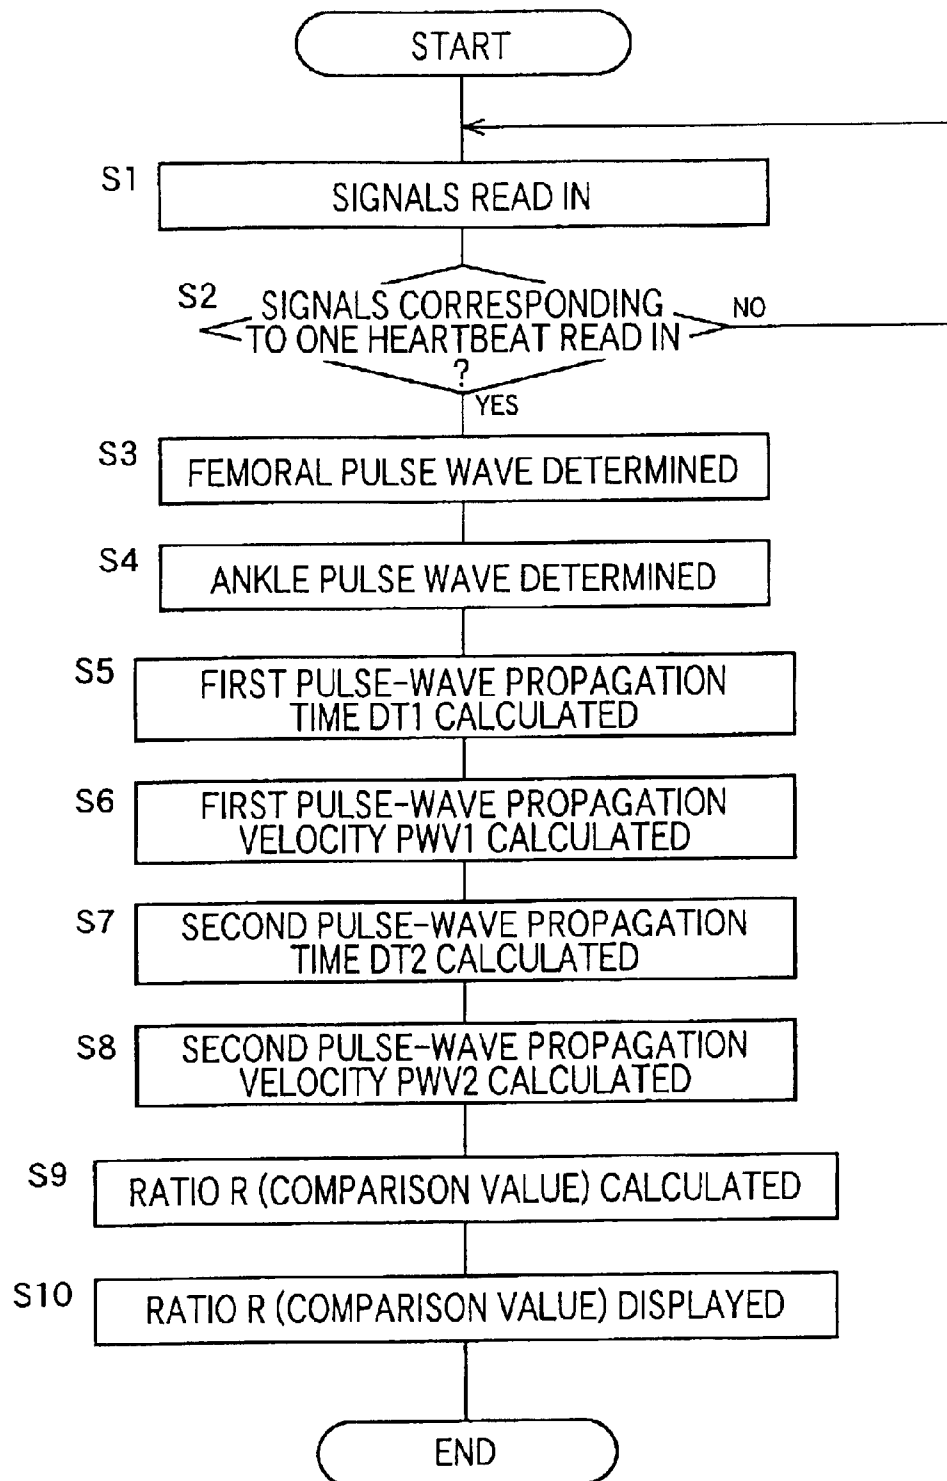 START
S1
SIGNALS READ IN
S2
SIGNALS CORRESPONDING
TO ONE HEARTBEAT READ IN
?
NO
YES
S3
FEMORAL PULSE WAVE DETERMINED
S4
ANKLE PULSE WAVE DETERMINED
S5
FIRST PULSE-WAVE PROPAGATION
TIME DT1 CALCULATED
S6
FIRST PULSE-WAVE PROPAGATION
VELOCITY PWV1 CALCULATED
S7
SECOND PULSE-WAVE PROPAGATION
TIME DT2 CALCULATED
S8
SECOND PULSE-WAVE PROPAGATION
VELOCITY PWV2 CALCULATED
S9
RATIO R (COMPARISON VALUE) CALCULATED
S10
RATIO R (COMPARISON VALUE) DISPLAYED
END